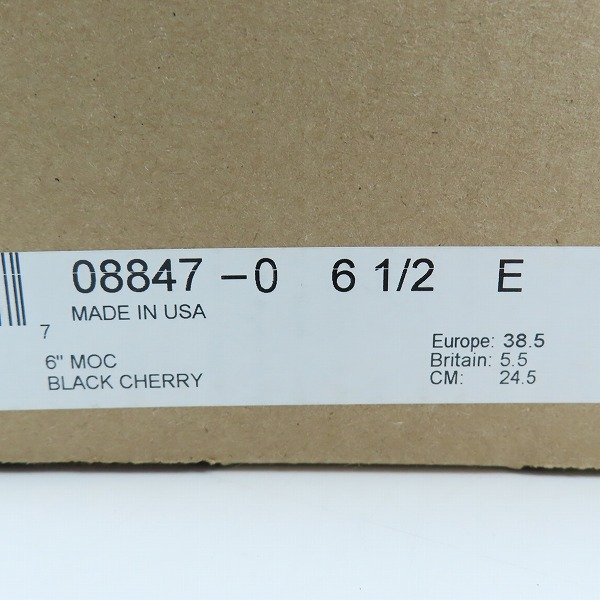 08847 -0 6 1/2 E
7 MADE IN USA
6" MOC
BLACK CHERRY
Europe: 38.5
Britain: 5.5
CM: 24.5